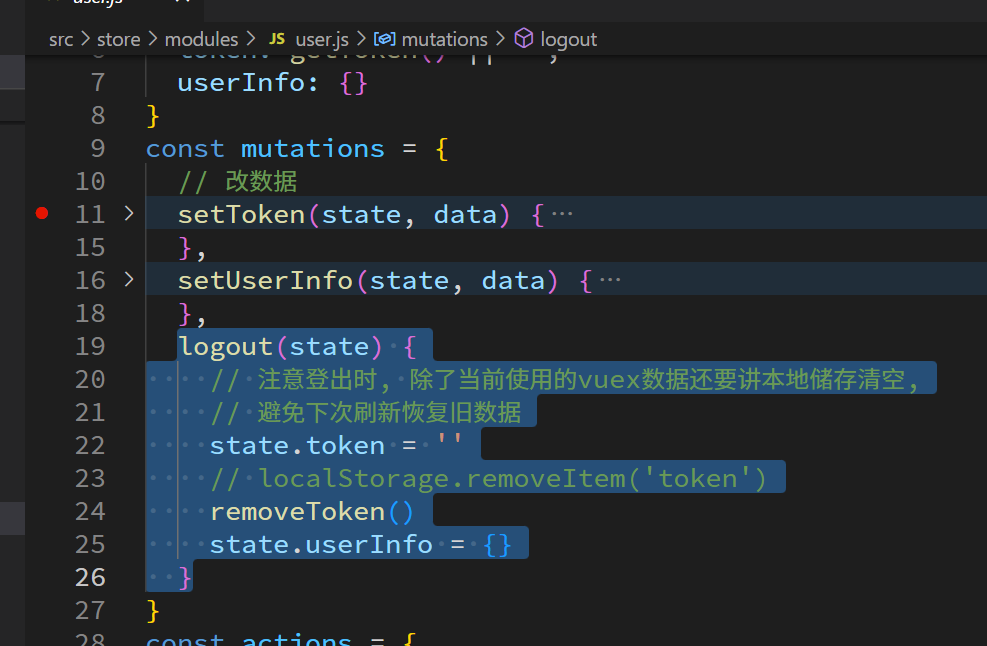 user.js
src > store > modules > JS user.js > mutations > logout
7 userInfo: {}
8 }
9 const mutations = {
10 // 改数据
11 setToken(state, data) {…
15 },
16 setUserInfo(state, data) {…
18 },
19 logout(state) {
20 // 注意登出时, 除了当前使用的vuex数据还要讲本地储存清空,
21 // 避免下次刷新恢复旧数据
22 state.token = ''
23 // localStorage.removeItem('token')
24 removeToken()
25 state.userInfo = {}
26 }
27 }
28 const actions = {